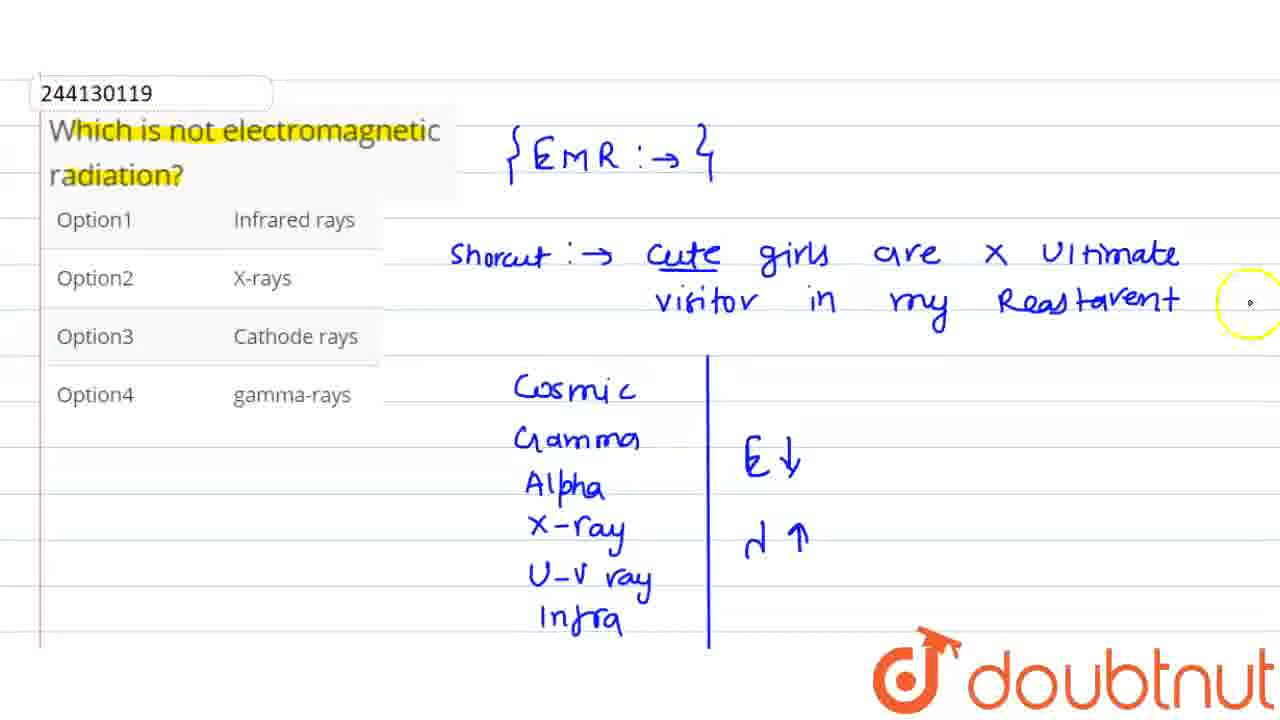 244130119
Which is not electromagnetic
radiation?
Option1 Infrared rays
Option2 X-rays
Option3 Cathode rays
Option4 gamma-rays
{EMR :→}
Shorcut :→ Cute girls are X Ultimate
visitor in my Reastarent
Cosmic
Gamma
Alpha
X-ray
U-V ray
Infra
E↓
λ↑
doubtnut